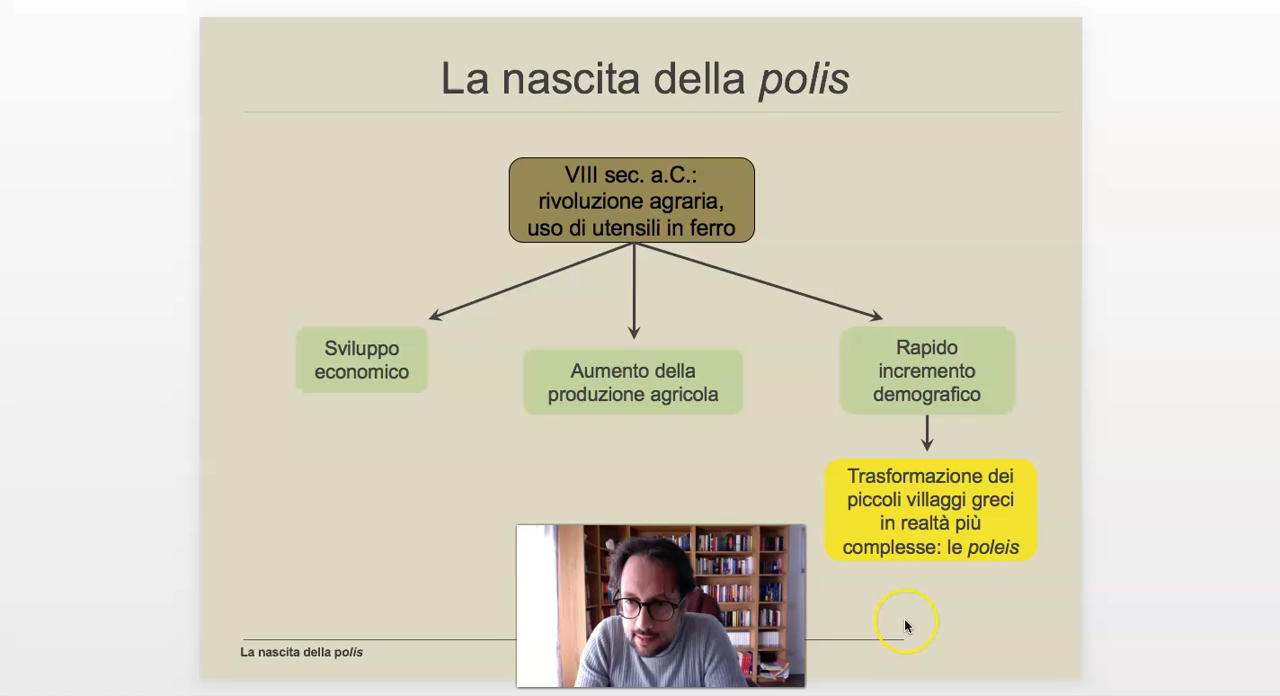 La nascita della polis
VIII sec. a.C.:
rivoluzione agraria,
uso di utensili in ferro
Sviluppo
economico
Aumento della
produzione agricola
Rapido
incremento
demografico
Trasformazione dei
piccoli villaggi greci
in realtà più
complesse: le poleis
La nascita della polis